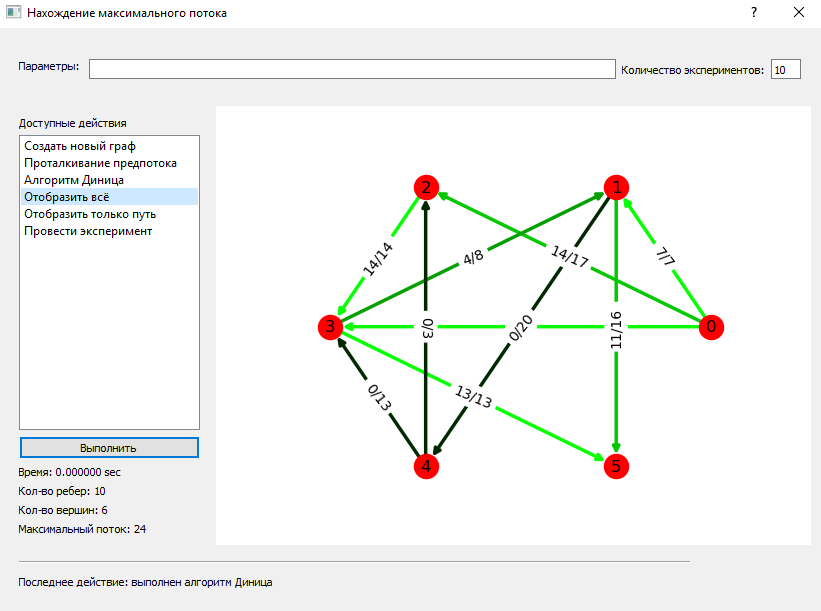 Нахождение максимального потока
?
Параметры:
Количество экспериментов: 10
Доступные действия
Создать новый граф
Проталкивание предпотока
Алгоритм Диница
Отобразить всё
Отобразить только путь
Провести эксперимент
Выполнить
Время: 0.000000 sec
Кол-во ребер: 10
Кол-во вершин: 6
Максимальный поток: 24
2
1
14/14
4/8
14/17
7/7
3
0/3
0/20
11/16
0
0/13
13/13
4
5
Последнее действие: выполнен алгоритм Диница